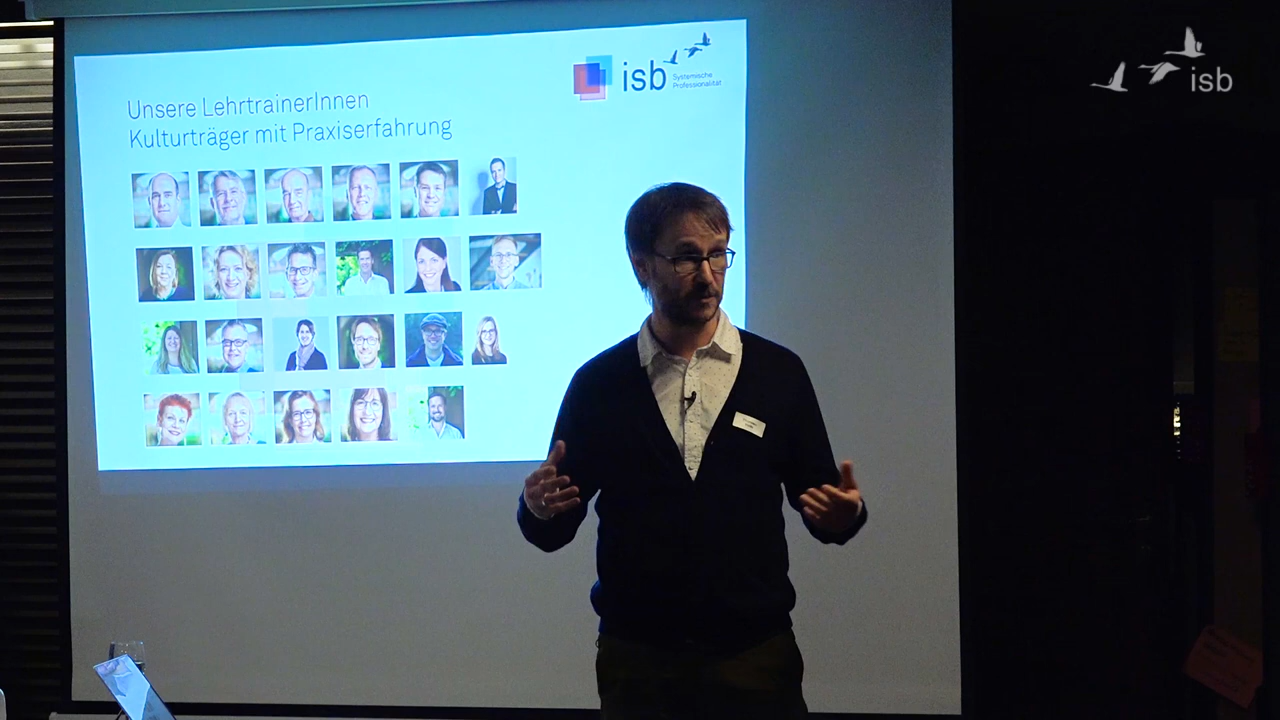 Unsere LehrtrainerInnen
Kulturträger mit Praxiserfahrung
isb
Systemische
Professionalität
isb